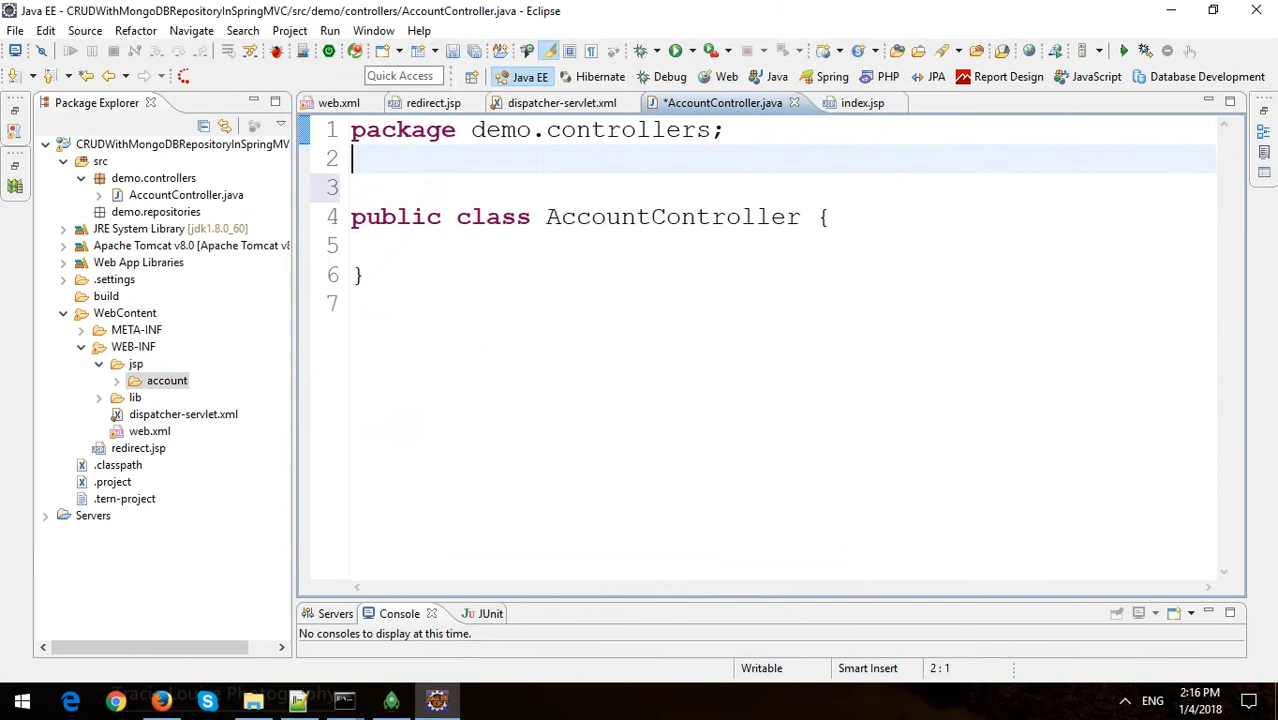 Java EE - CRUDWithMongoDBRepositoryInSpringMVC/src/demo/controllers/AccountController.java - Eclipse
File Edit Source Refactor Navigate Search Project Run Window Help
Quick Access
Java EE Hibernate Debug Web Java Spring PHP JPA Report Design JavaScript Database Development
Package Explorer
web.xml redirect.jsp dispatcher-servlet.xml *AccountController.java index.jsp
CRUDWithMongoDBRepositoryInSpringMVC
src
demo.controllers
AccountController.java
demo.repositories
JRE System Library [jdk1.8.0_60]
Apache Tomcat v8.0 [Apache Tomcat v8.0
Web App Libraries
.settings
build
WebContent
META-INF
WEB-INF
jsp
account
lib
dispatcher-servlet.xml
web.xml
redirect.jsp
.classpath
.project
.tern-project
Servers
1 package demo.controllers;
2
3
4 public class AccountController {
5
6 }
7
Servers Console JUnit
No consoles to display at this time.
Writable Smart Insert 2 : 1
ENG
2:16 PM
1/4/2018